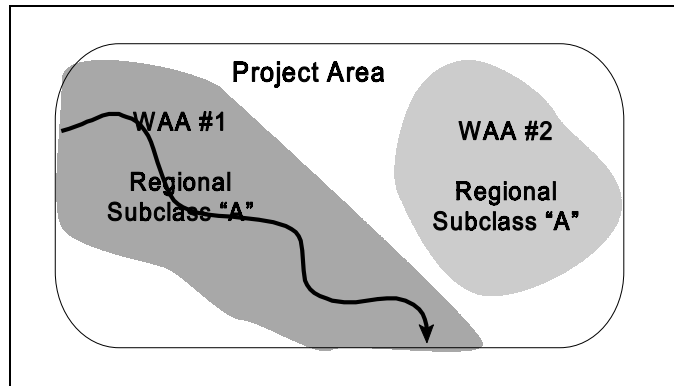 Project Area
WAA #1
Regional
Subclass “A”
WAA #2
Regional
Subclass “A”